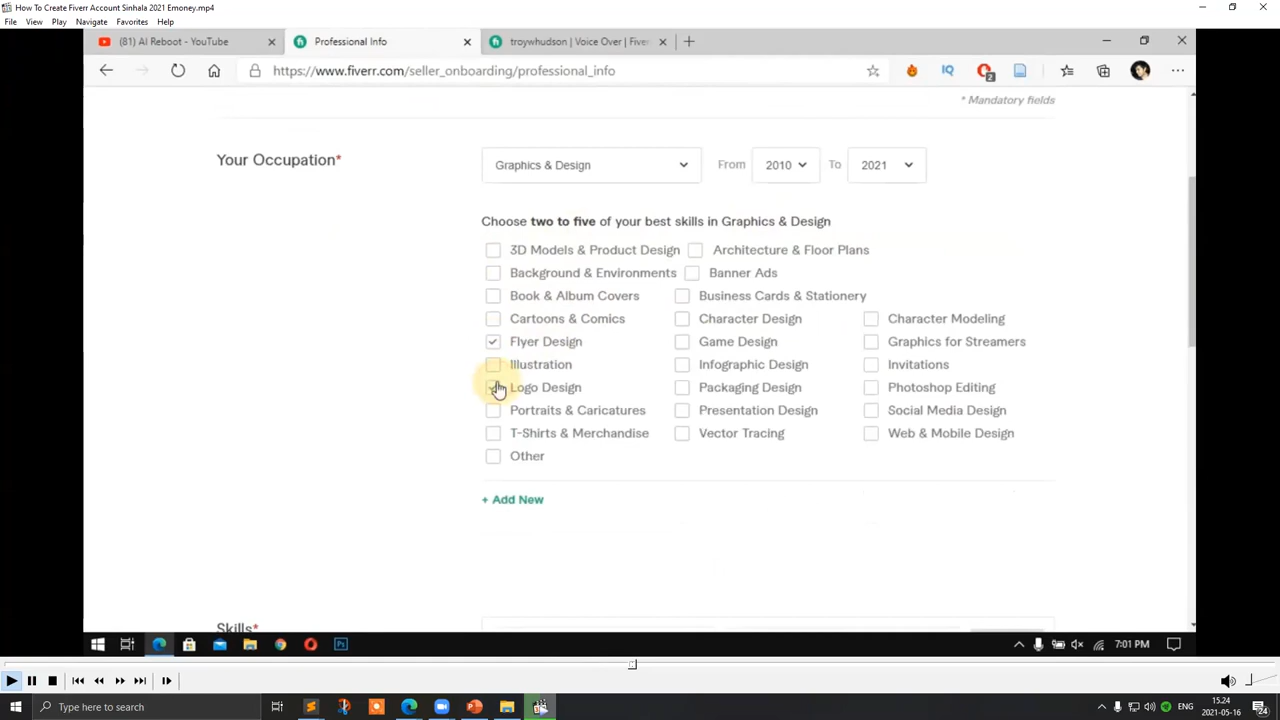 How To Create Fiverr Account Sinhala 2021 Emoney.mp4
File View Play Navigate Favorites Help
(81) AI Reboot - YouTube
Professional Info
troywhudson | Voice Over | Fiver
https://www.fiverr.com/seller_onboarding/professional_info
IQ
2
* Mandatory fields
Your Occupation*
Graphics & Design
From 2010 To 2021
Choose two to five of your best skills in Graphics & Design
3D Models & Product Design Architecture & Floor Plans
Background & Environments Banner Ads
Book & Album Covers Business Cards & Stationery
Cartoons & Comics Character Design Character Modeling
Flyer Design Game Design Graphics for Streamers
Illustration Infographic Design Invitations
Logo Design Packaging Design Photoshop Editing
Portraits & Caricatures Presentation Design Social Media Design
T-Shirts & Merchandise Vector Tracing Web & Mobile Design
Other
+ Add New
Skills*
Ps
7:01 PM
Type here to search
ENG
15.24
2021-05-16
24